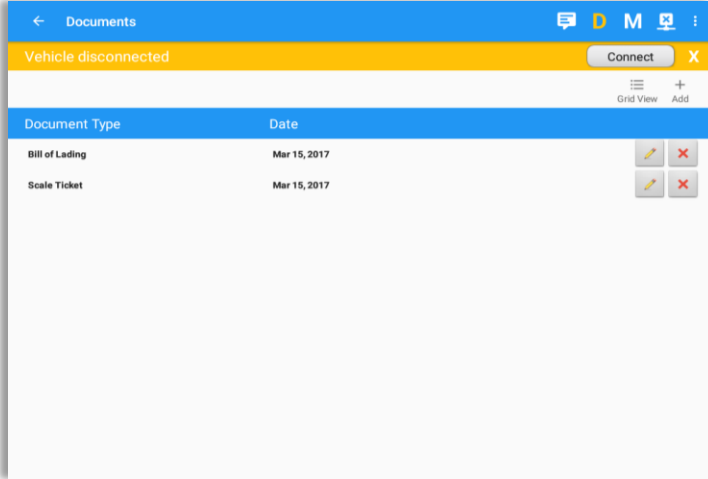 Documents D M
Vehicle disconnected Connect X
Grid View Add
Document Type Date
Bill of Lading Mar 15, 2017
Scale Ticket Mar 15, 2017